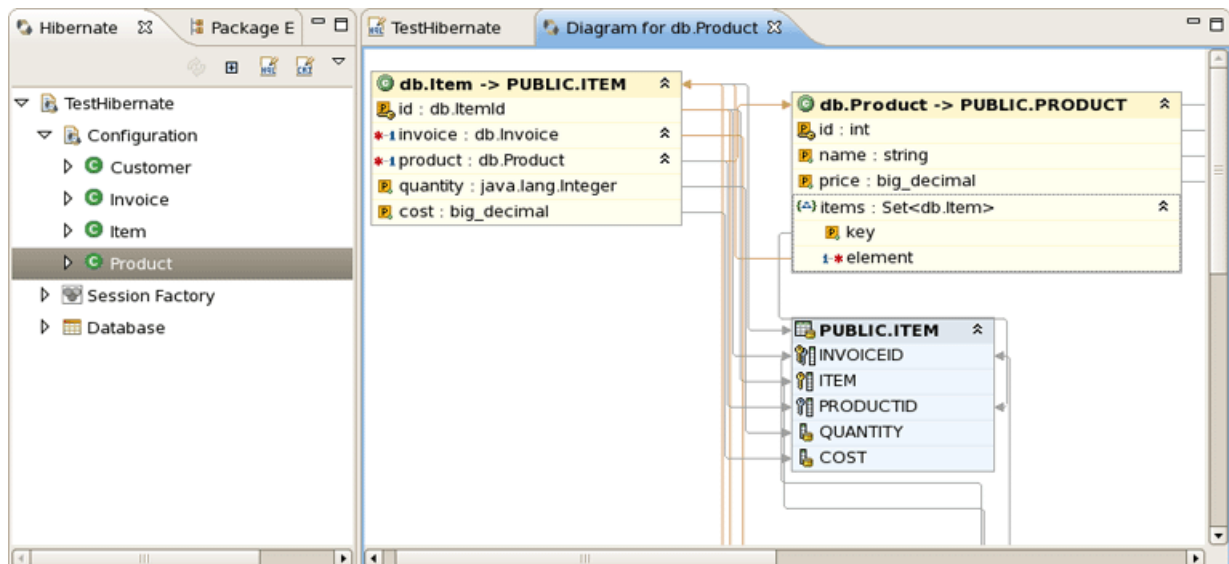 Hibernate
Package E
TestHibernate
Configuration
Customer
Invoice
Item
Product
Session Factory
Database
TestHibernate
Diagram for db.Product
db.Item -> PUBLIC.ITEM
id : db.ItemId
*-1 invoice : db.Invoice
*-1 product : db.Product
quantity : java.lang.Integer
cost : big_decimal
db.Product -> PUBLIC.PRODUCT
id : int
name : string
price : big_decimal
items : Set<db.Item>
key
1-* element
PUBLIC.ITEM
INVOICEID
ITEM
PRODUCTID
QUANTITY
COST